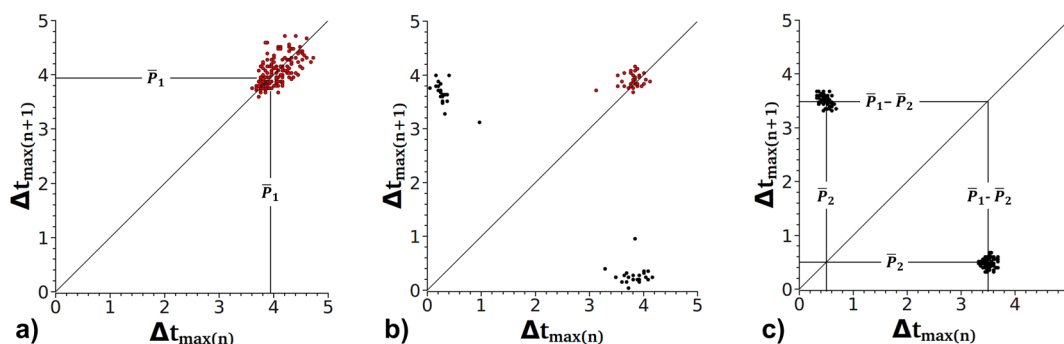 5
4
3
2
1
0
0 1 2 3 4 5
Δt_max(n+1)
Δt_max(n)
P̅₁
P̅₁
a)
5
4
3
2
1
0
0 1 2 3 4 5
Δt_max(n+1)
Δt_max(n)
b)
5
4
3
2
1
0
0 1 2 3 4
Δt_max(n+1)
Δt_max(n)
P̅₁ – P̅₂
P̅₂
P̅₁ - P̅₂
P̅₂
c)